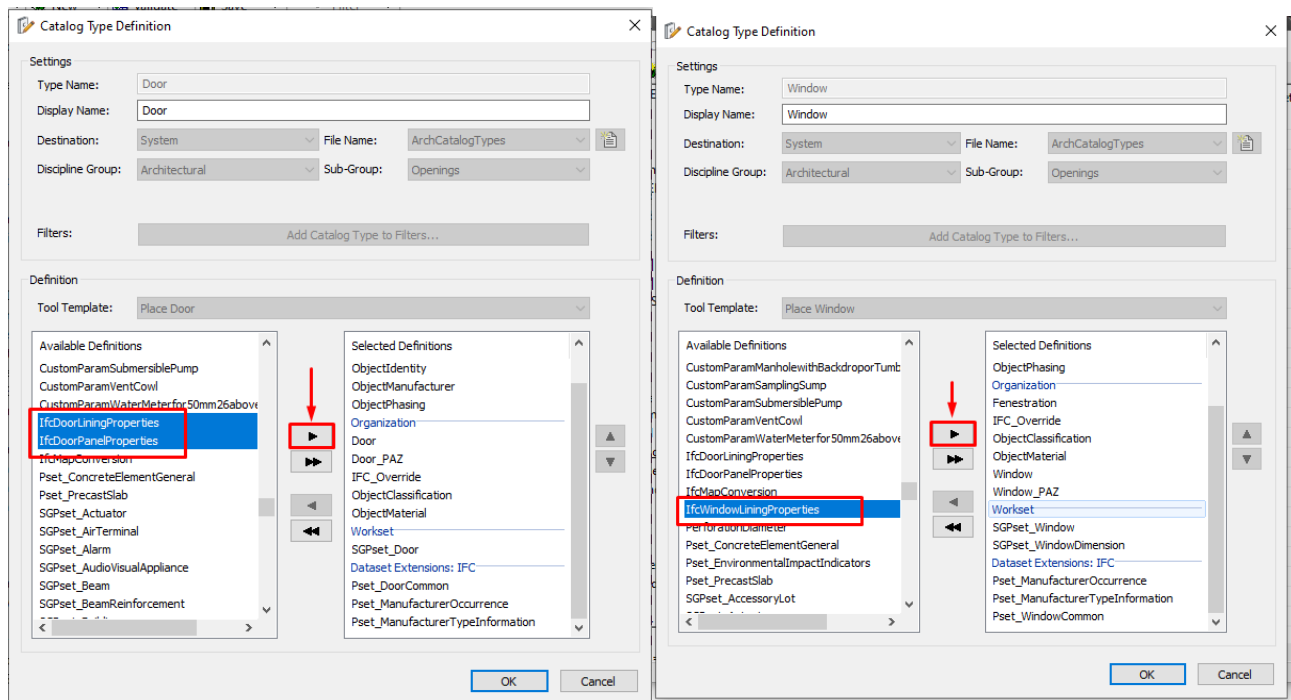 Catalog Type Definition
Settings
Type Name: Door
Display Name: Door
Destination: System File Name: ArchCatalogTypes
Discipline Group: Architectural Sub-Group: Openings
Filters: Add Catalog Type to Filters...
Definition
Tool Template: Place Door
Available Definitions
CustomParamSubmersiblePump
CustomParamVentCowl
CustomParamWaterMeterfor50mm26above
IfcDoorLiningProperties
IfcDoorPanelProperties
IfcMapConversion
Pset_ConcreteElementGeneral
Pset_PrecastSlab
SGPset_Actuator
SGPset_AirTerminal
SGPset_Alarm
SGPset_AudioVisualAppliance
SGPset_Beam
SGPset_BeamReinforcement
Selected Definitions
ObjectIdentity
ObjectManufacturer
ObjectPhasing
Organization
Door
Door_PAZ
IFC_Override
ObjectClassification
ObjectMaterial
Workset
SGPset_Door
Dataset Extensions: IFC
Pset_DoorCommon
Pset_ManufacturerOccurrence
Pset_ManufacturerTypeInformation
OK Cancel
Catalog Type Definition
Settings
Type Name: Window
Display Name: Window
Destination: System File Name: ArchCatalogTypes
Discipline Group: Architectural Sub-Group: Openings
Filters: Add Catalog Type to Filters...
Definition
Tool Template: Place Window
Available Definitions
CustomParamManholewithBackdroporTumb
CustomParamSamplingSump
CustomParamSubmersiblePump
CustomParamVentCowl
CustomParamWaterMeterfor50mm26above
IfcDoorLiningProperties
IfcDoorPanelProperties
IfcMapConversion
IfcWindowLiningProperties
PerforationDiameter
Pset_ConcreteElementGeneral
Pset_EnvironmentalImpactIndicators
Pset_PrecastSlab
SGPset_AccessoryLot
Selected Definitions
ObjectPhasing
Organization
Fenestration
IFC_Override
ObjectClassification
ObjectMaterial
Window
Window_PAZ
Workset
SGPset_Window
SGPset_WindowDimension
Dataset Extensions: IFC
Pset_ManufacturerOccurrence
Pset_ManufacturerTypeInformation
Pset_WindowCommon
OK Cancel